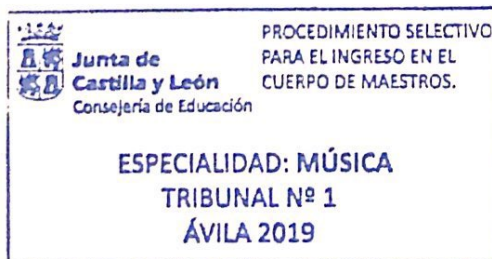 Junta de
Castilla y León
Consejería de Educación
PROCEDIMIENTO SELECTIVO
PARA EL INGRESO EN EL
CUERPO DE MAESTROS.
ESPECIALIDAD: MÚSICA
TRIBUNAL Nº 1
ÁVILA 2019